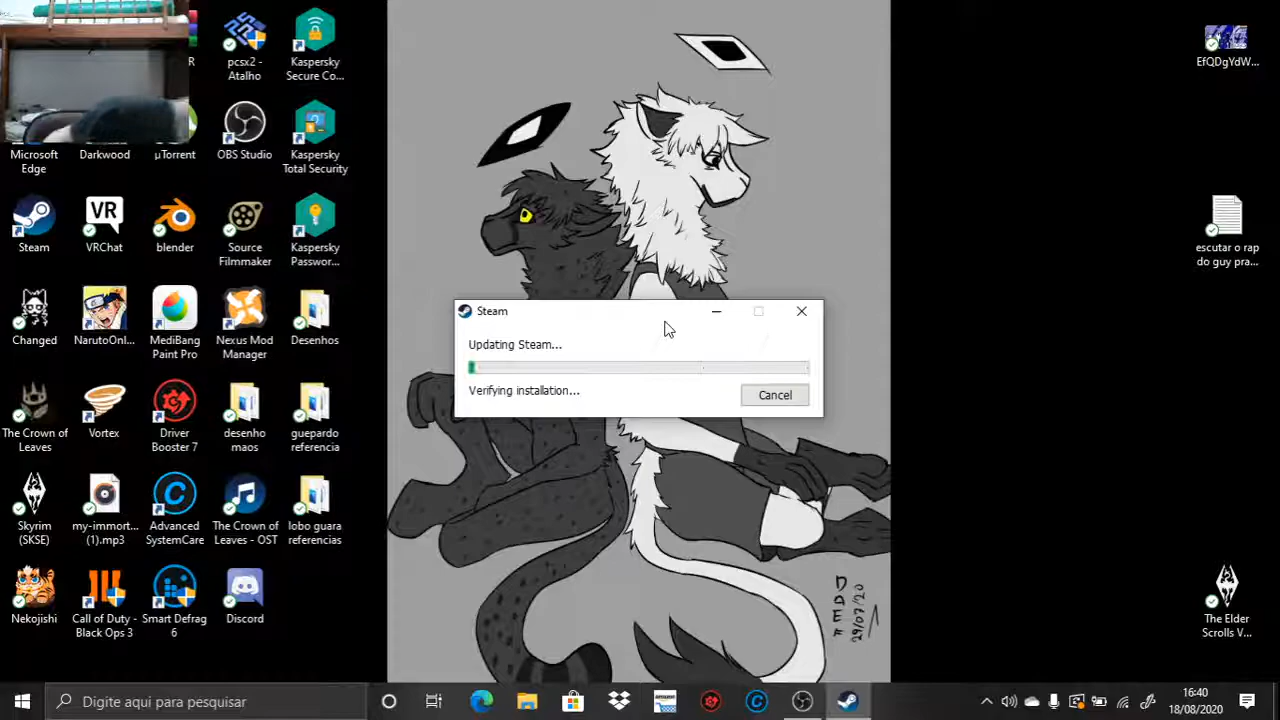 pcsx2 -
Atalho
Kaspersky
Secure Co...
Microsoft
Edge
Darkwood
µTorrent
OBS Studio
Kaspersky
Total Security
Steam
VR
VRChat
blender
Source
Filmmaker
Kaspersky
Passwor...
Changed
NarutoOnl...
MediBang
Paint Pro
Nexus Mod
Manager
Desenhos
The Crown of
Leaves
Vortex
Driver
Booster 7
desenho
maos
guepardo
referencia
Skyrim
(SKSE)
my-immort...
(1).mp3
Advanced
SystemCare
The Crown of
Leaves - OST
lobo guara
referencias
Nekojishi
Call of Duty -
Black Ops 3
Smart Defrag
6
Discord
Steam
Updating Steam...
Verifying installation...
Cancel
29/07/20
EfQDgYdW...
escutar o rap
do guy pra...
The Elder
Scrolls V...
Digite aqui para pesquisar
16:40
18/08/2020